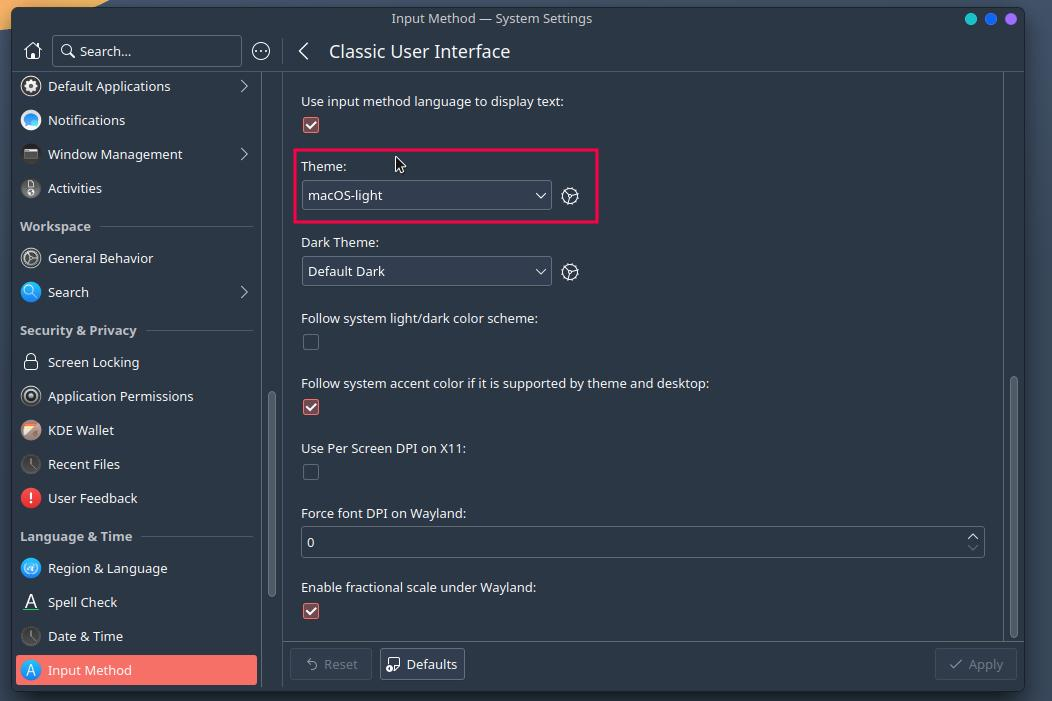 Input Method — System Settings
Search...
Classic User Interface
Default Applications
Notifications
Window Management
Activities
Workspace
General Behavior
Search
Security & Privacy
Screen Locking
Application Permissions
KDE Wallet
Recent Files
User Feedback
Language & Time
Region & Language
Spell Check
Date & Time
Input Method
Use input method language to display text:
Theme:
macOS-light
Dark Theme:
Default Dark
Follow system light/dark color scheme:
Follow system accent color if it is supported by theme and desktop:
Use Per Screen DPI on X11:
Force font DPI on Wayland:
0
Enable fractional scale under Wayland:
Reset
Defaults
Apply